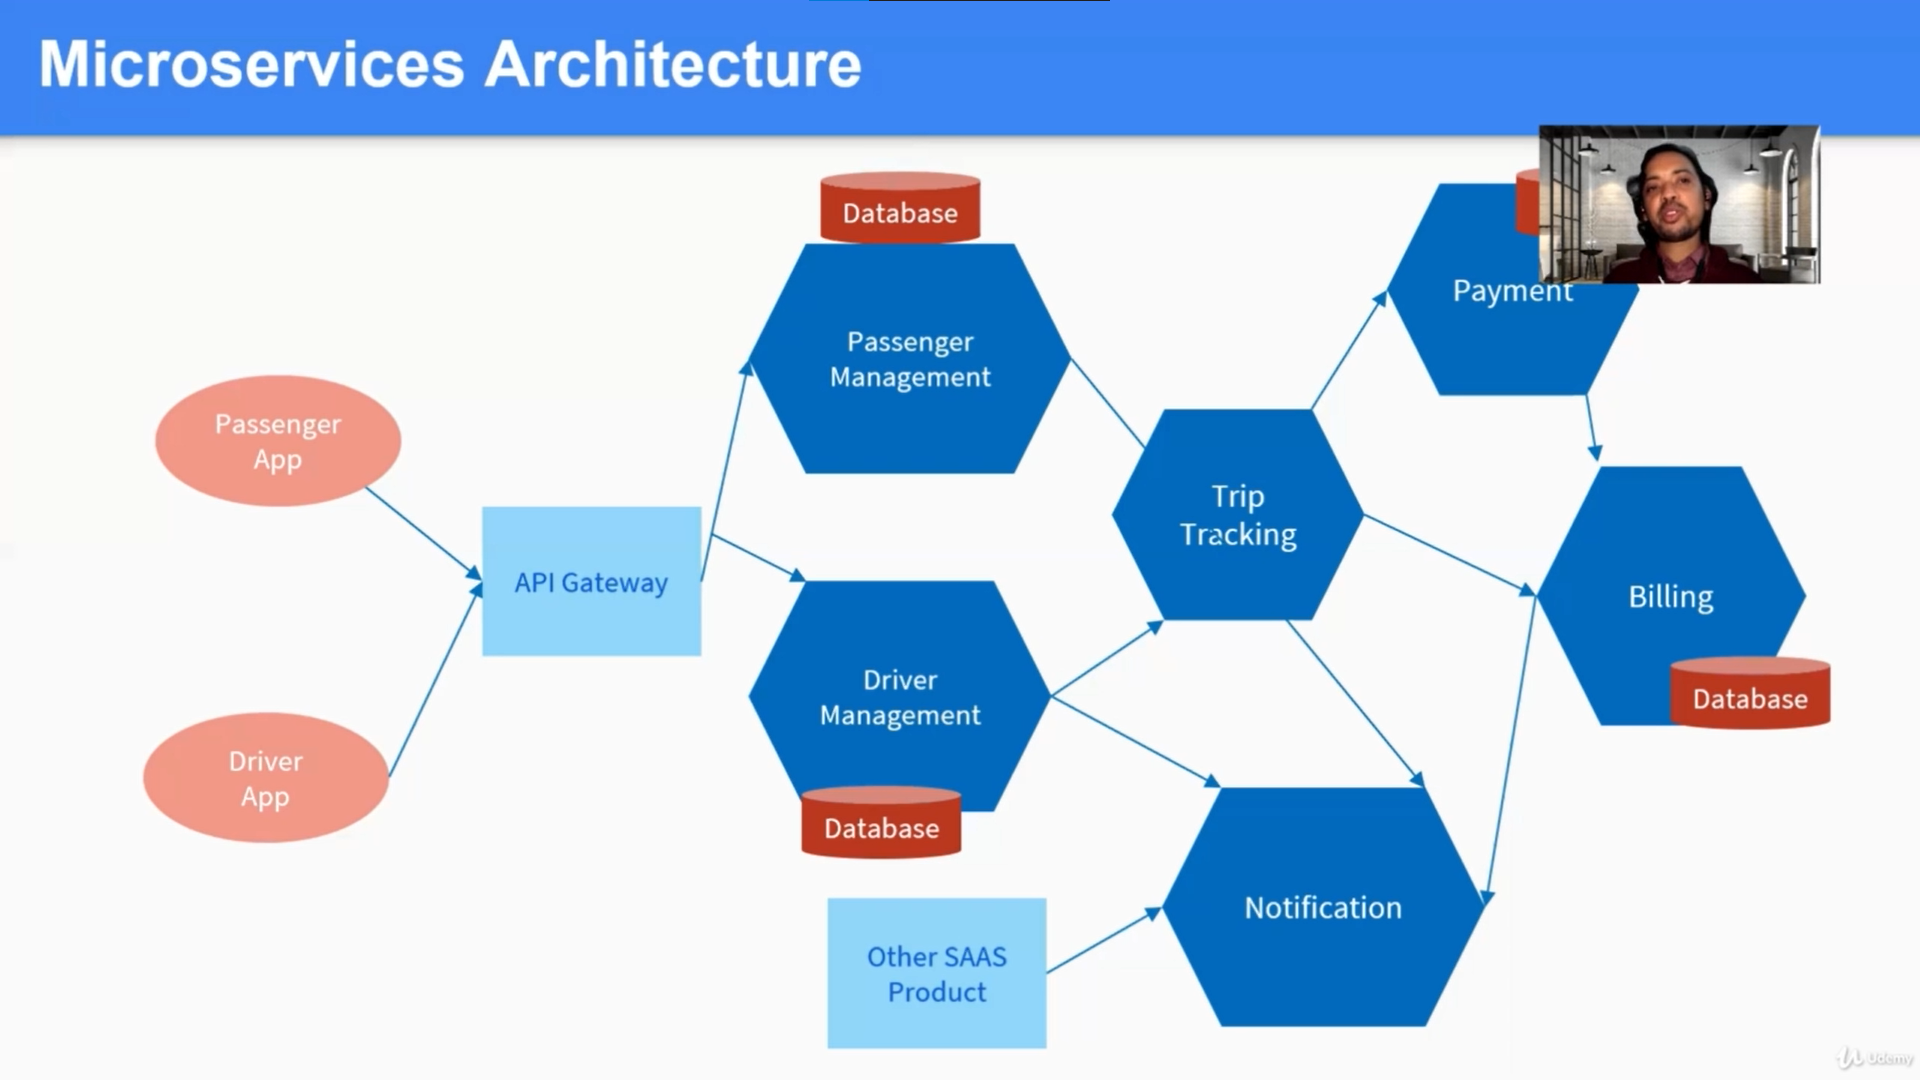 Microservices Architecture
Database
Payment
Passenger
Management
Passenger
App
Trip
Tracking
API Gateway
Billing
Driver
Management
Database
Driver
App
Database
Notification
Other SAAS
Product
Udemy